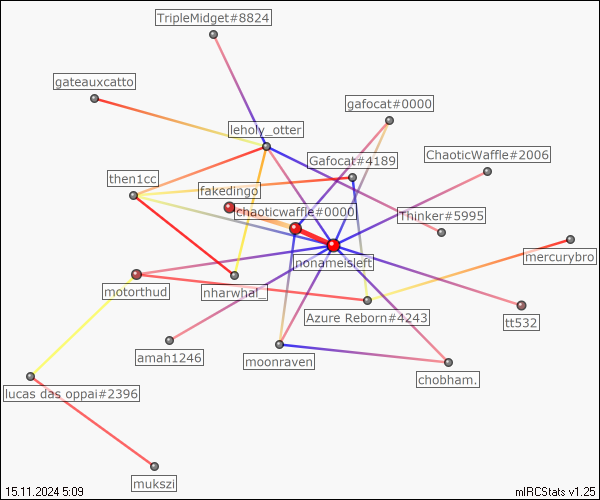 TripleMidget#8824
gateauxcatto
gafocat#0000
leholy_otter
Gafocat#4189
ChaoticWaffle#2006
then1cc
fakedingo
chaoticwaffle#0000
Thinker#5995
nonameisleft
mercurybro
motorthud
nharwhal_
Azure Reborn#4243
tt532
amah1246
moonraven
chobham.
lucas das oppai#2396
mukszi
15.11.2024 5:09
mIRCStats v1.25